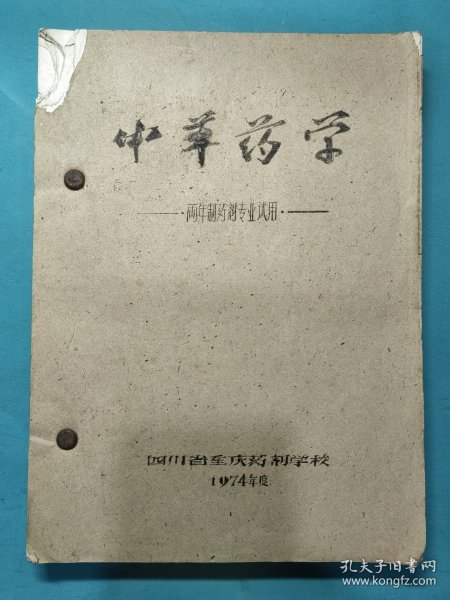 中草药学
两年制药剂专业试用
四川省重庆药剂学校
1974年度
孔夫子旧书网
www.kongfz.com